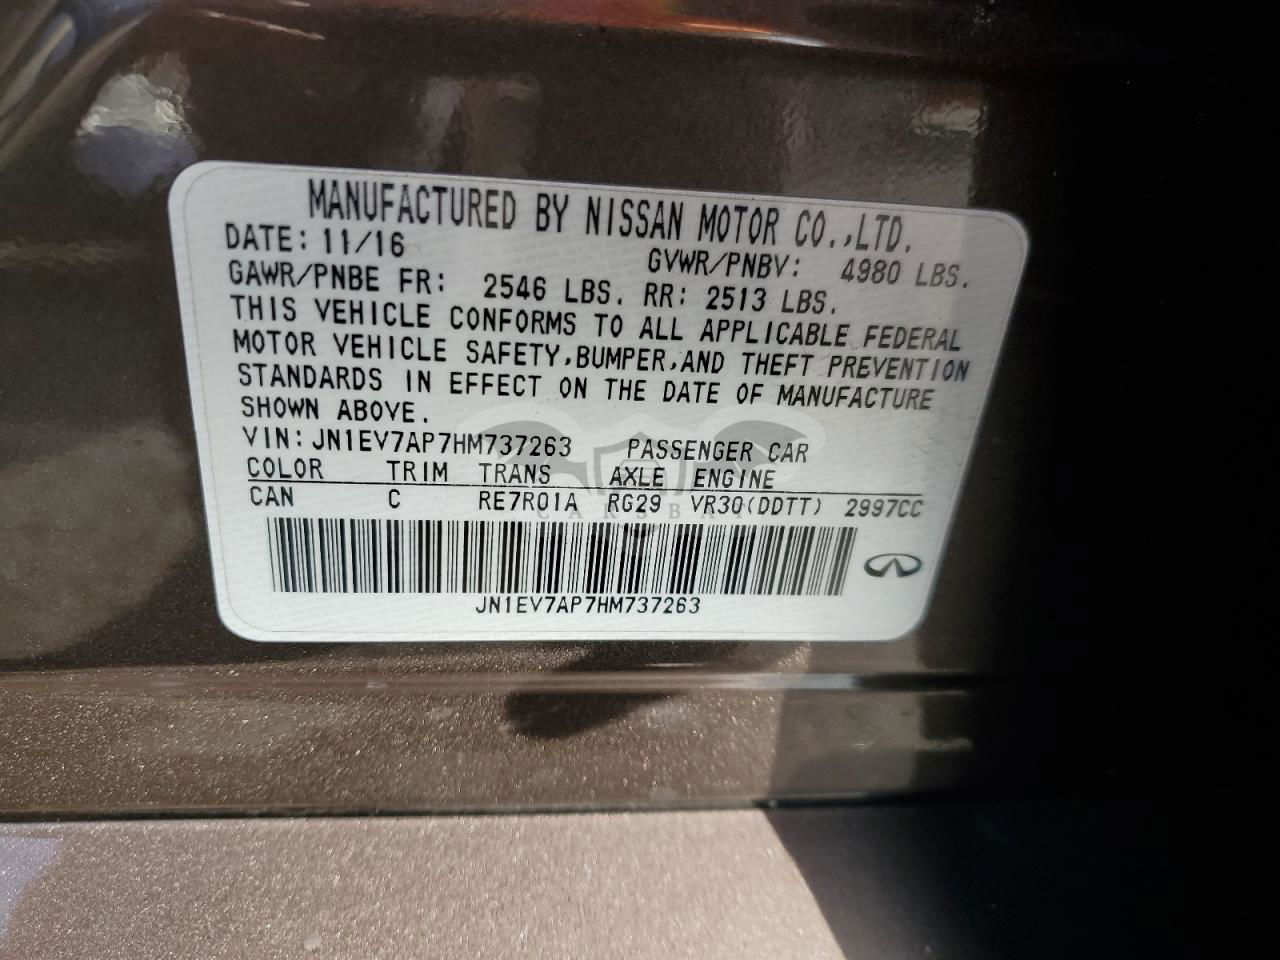 MANUFACTURED BY NISSAN MOTOR CO.,LTD.
DATE: 11/16 GVWR/PNBV: 4980 LBS.
GAWR/PNBE FR: 2546 LBS. RR: 2513 LBS.
THIS VEHICLE CONFORMS TO ALL APPLICABLE FEDERAL
MOTOR VEHICLE SAFETY,BUMPER,AND THEFT PREVENTION
STANDARDS IN EFFECT ON THE DATE OF MANUFACTURE
SHOWN ABOVE.
VIN: JN1EV7AP7HM737263 PASSENGER CAR
COLOR TRIM TRANS AXLE ENGINE
CAN C RE7R01A RG29 VR30(DDTT) 2997CC
JN1EV7AP7HM737263